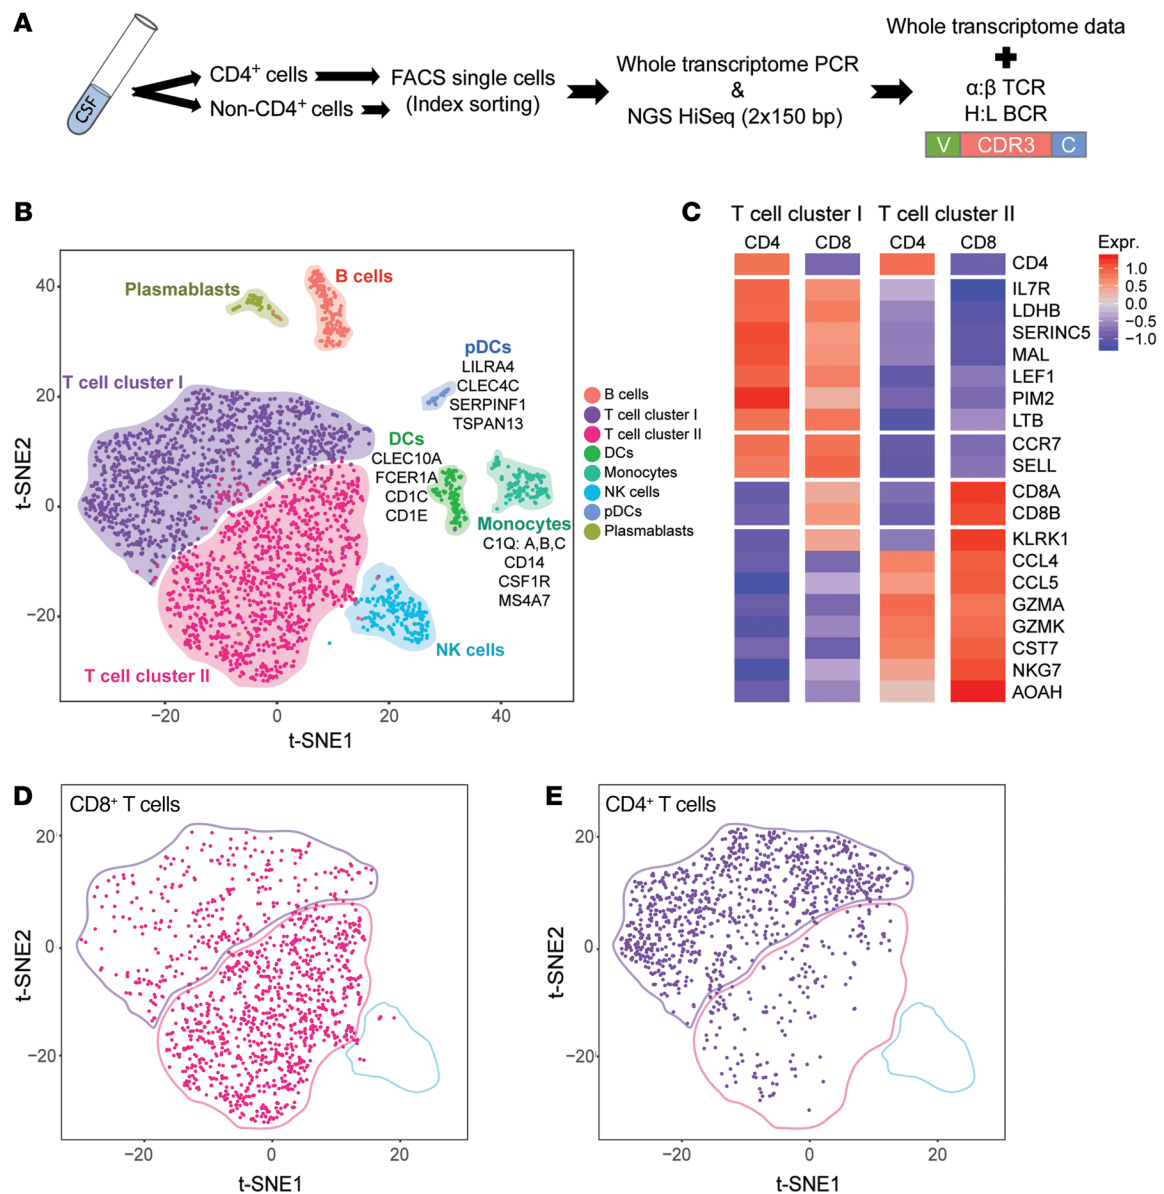 A
CSF
CD4+ cells
Non-CD4+ cells
FACS single cells
(Index sorting)
Whole transcriptome PCR
&
NGS HiSeq (2x150 bp)
Whole transcriptome data
+
α:β TCR
H:L BCR
V CDR3 C
B
t-SNE2
40
20
0
−20
−20 0 20 40
t-SNE1
Plasmablasts
B cells
T cell cluster I
pDCs
LILRA4
CLEC4C
SERPINF1
TSPAN13
DCs
CLEC10A
FCER1A
CD1C
CD1E
Monocytes
C1Q: A,B,C
CD14
CSF1R
MS4A7
NK cells
T cell cluster II
B cells
T cell cluster I
T cell cluster II
DCs
Monocytes
NK cells
pDCs
Plasmablasts
C
T cell cluster I T cell cluster II
CD4 CD8 CD4 CD8
CD4
IL7R
LDHB
SERINC5
MAL
LEF1
PIM2
LTB
CCR7
SELL
CD8A
CD8B
KLRK1
CCL4
CCL5
GZMA
GZMK
CST7
NKG7
AOAH
Expr.
1.0
0.5
0.0
−0.5
−1.0
D
CD8+ T cells
t-SNE2
20
0
−20
−20 0 20
t-SNE1
E
CD4+ T cells
t-SNE2
20
0
−20
−20 0 20
t-SNE1